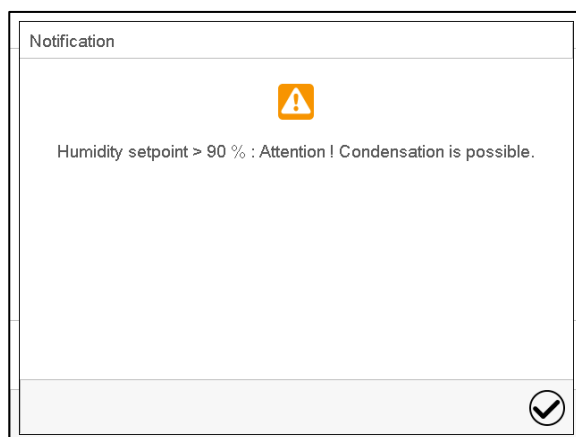 Notification
Humidity setpoint > 90 % : Attention ! Condensation is possible.